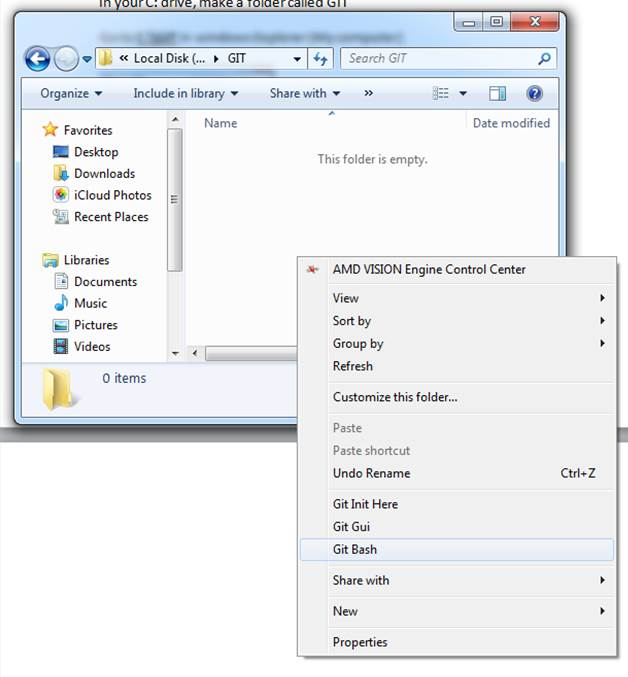 In your C: drive, make a folder called GIT
« Local Disk (... ▸ GIT
Search GIT
Organize
Include in library
Share with
»
Name
Date modified
This folder is empty.
Favorites
Desktop
Downloads
iCloud Photos
Recent Places
Libraries
Documents
Music
Pictures
Videos
0 items
AMD VISION Engine Control Center
View
Sort by
Group by
Refresh
Customize this folder...
Paste
Paste shortcut
Undo Rename Ctrl+Z
Git Init Here
Git Gui
Git Bash
Share with
New
Properties